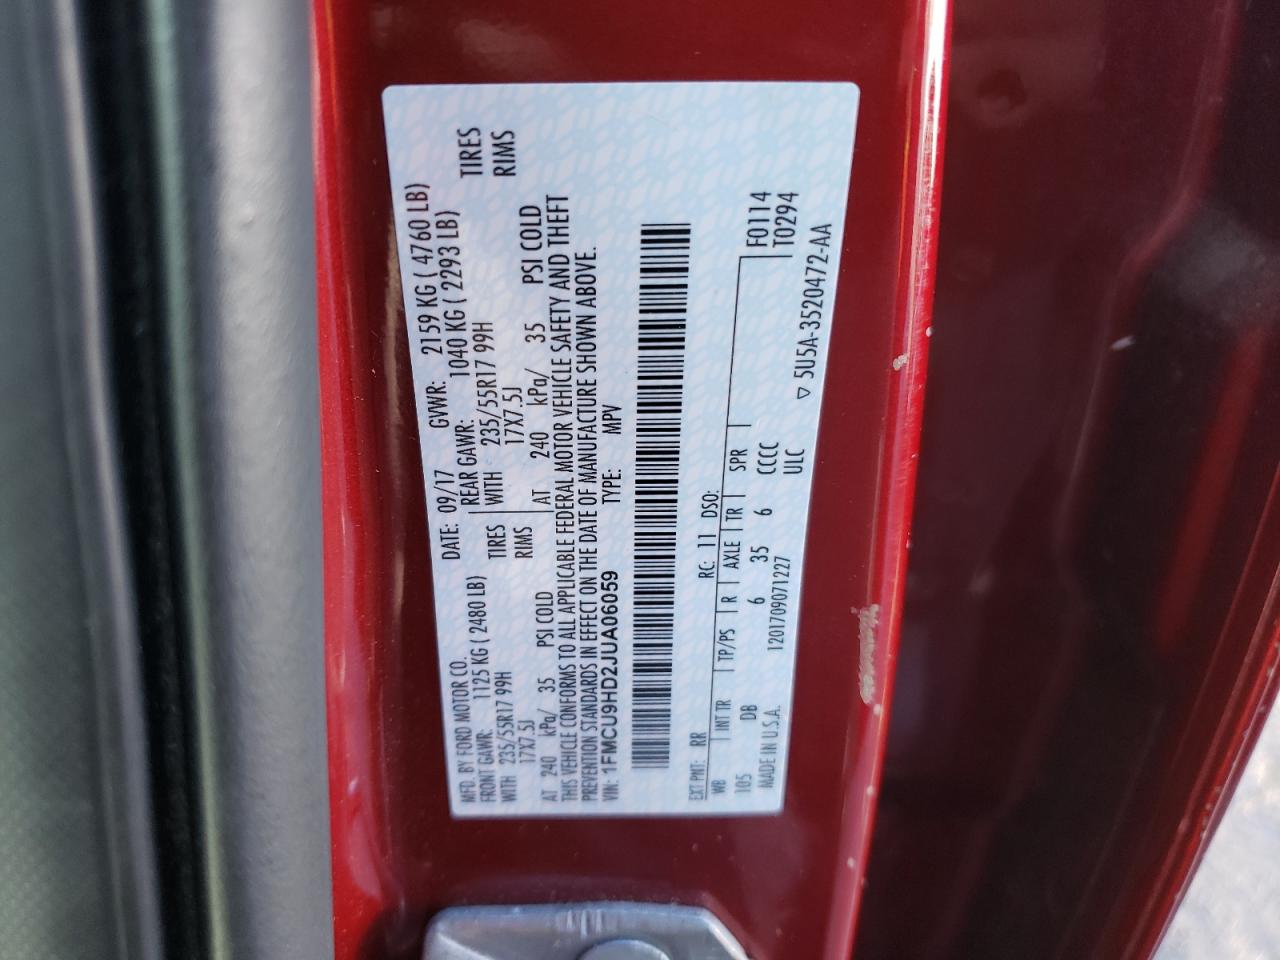 MFD. BY FORD MOTOR CO.
DATE: 09/17 GVWR: 2159 KG ( 4760 LB)
FRONT GAWR: 1125 KG ( 2480 LB) REAR GAWR: 1040 KG ( 2293 LB)
WITH 235/55R17 99H TIRES WITH 235/55R17 99H TIRES
17X7.5J RIMS 17X7.5J RIMS
AT 240 kPa/ 35 PSI COLD AT 240 kPa/ 35 PSI COLD
THIS VEHICLE CONFORMS TO ALL APPLICABLE FEDERAL MOTOR VEHICLE SAFETY AND THEFT
PREVENTION STANDARDS IN EFFECT ON THE DATE OF MANUFACTURE SHOWN ABOVE.
VIN: 1FMCU9HD2JUA06059 TYPE: MPV
EXT PNT: RR RC: 11 DSO: F0114
WB INT TR TP/PS R AXLE TR SPR T0294
105 DB 6 35 6 CCCC
MADE IN U.S.A. 1201709071227 ULC
▽ 5U5A-3520472-AA